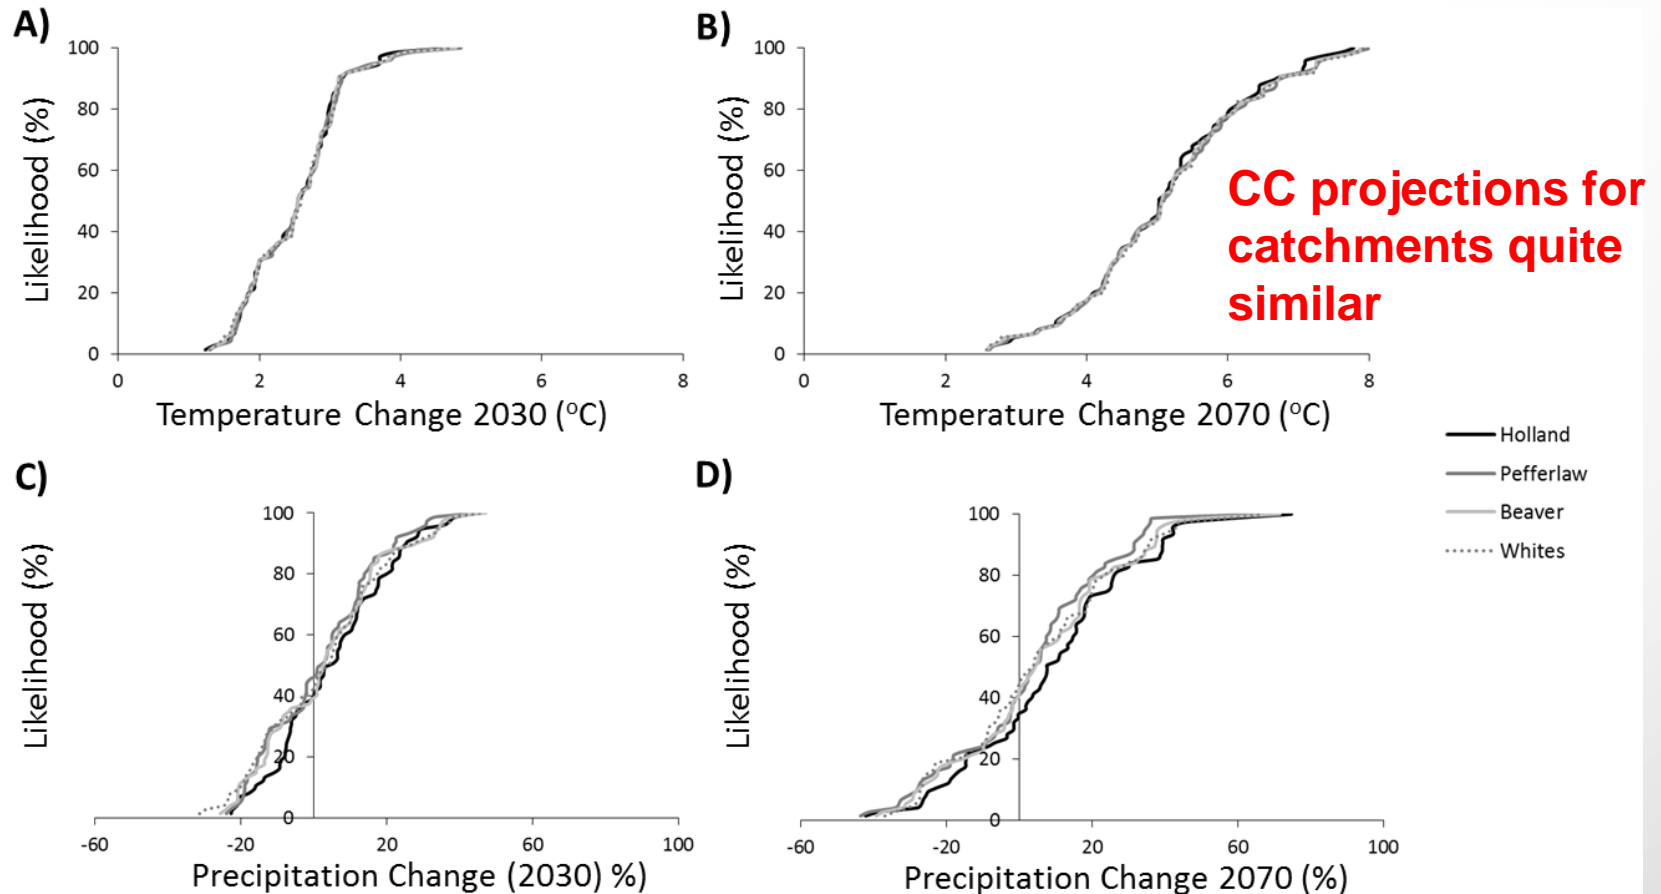 A)
100
80
60
40
20
0
Likelihood (%)
0 2 4 6 8
Temperature Change 2030 (°C)
B)
100
80
60
40
20
0
Likelihood (%)
0 2 4 6 8
Temperature Change 2070 (°C)
CC projections for
catchments quite
similar
Holland
Pefferlaw
Beaver
Whites
C)
100
80
60
40
20
0
Likelihood (%)
-60 -20 20 60 100
Precipitation Change (2030) %)
D)
100
80
60
40
20
0
Likelihood (%)
-60 -20 20 60 100
Precipitation Change 2070 (%)